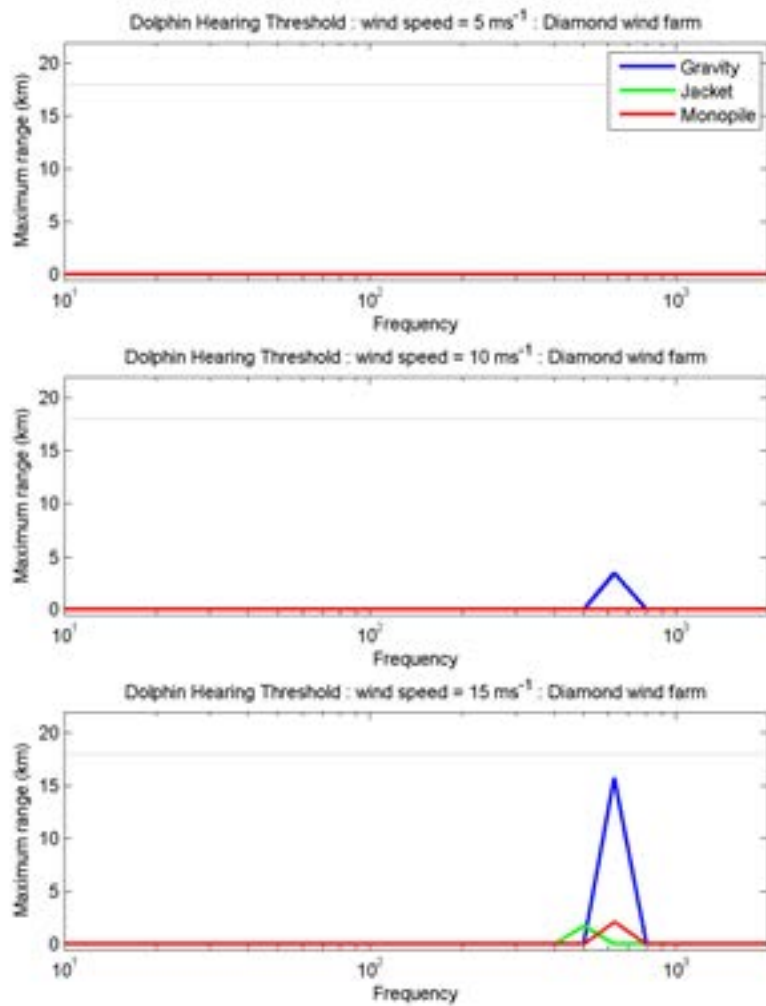 Dolphin Hearing Threshold : wind speed = 5 ms⁻¹ : Diamond wind farm
20
15
10
5
0
Maximum range (km)
Gravity
Jacket
Monopile
10¹
10²
10³
Frequency
Dolphin Hearing Threshold : wind speed = 10 ms⁻¹ : Diamond wind farm
20
15
10
5
0
Maximum range (km)
10¹
10²
10³
Frequency
Dolphin Hearing Threshold : wind speed = 15 ms⁻¹ : Diamond wind farm
20
15
10
5
0
Maximum range (km)
10¹
10²
10³
Frequency